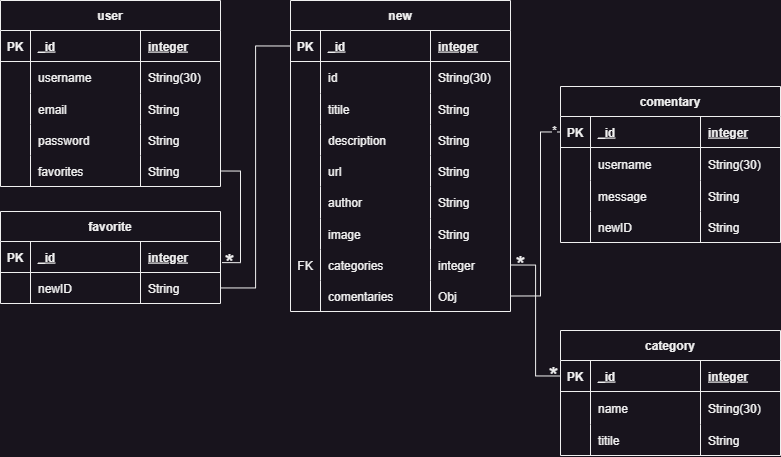 user
PK _id integer
username String(30)
email String
password String
favorites String
favorite
PK _id integer
newID String
*
new
PK _id integer
id String(30)
titile String
description String
url String
author String
image String
FK categories integer
comentaries Obj
*
comentary
* PK _id integer
username String(30)
message String
newID String
category
* PK _id integer
name String(30)
titile String